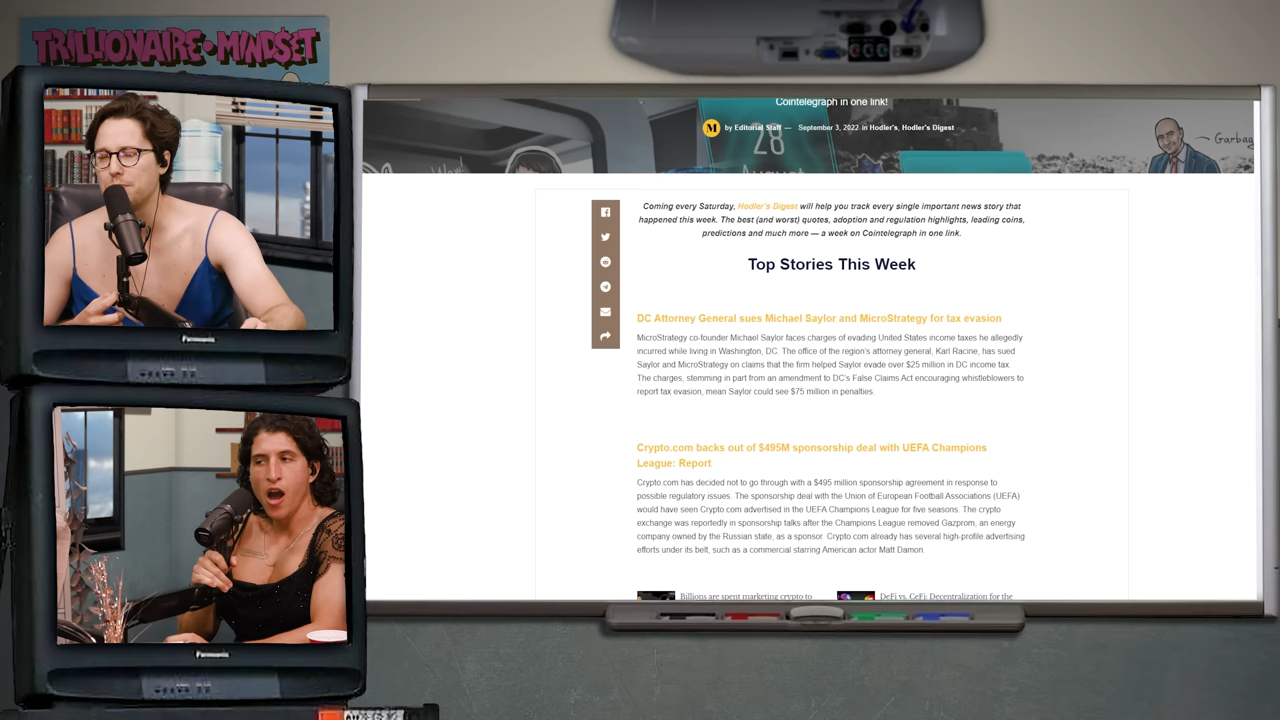 TRILLIONAIRE•MIND$ET
Cointelegraph in one link!
M by Editorial Staff — September 3, 2022 in Hodler's, Hodler's Digest
28
August
Wow!
Garbag
Coming every Saturday, Hodler's Digest will help you track every single important news story that
happened this week. The best (and worst) quotes, adoption and regulation highlights, leading coins,
predictions and much more — a week on Cointelegraph in one link.
Top Stories This Week
DC Attorney General sues Michael Saylor and MicroStrategy for tax evasion
MicroStrategy co-founder Michael Saylor faces charges of evading United States income taxes he allegedly
incurred while living in Washington, DC. The office of the region's attorney general, Karl Racine, has sued
Saylor and MicroStrategy on claims that the firm helped Saylor evade over $25 million in DC income tax.
The charges, stemming in part from an amendment to DC's False Claims Act encouraging whistleblowers to
report tax evasion, mean Saylor could see $75 million in penalties.
Crypto.com backs out of $495M sponsorship deal with UEFA Champions
League: Report
Crypto.com has decided not to go through with a $495 million sponsorship agreement in response to
possible regulatory issues. The sponsorship deal with the Union of European Football Associations (UEFA)
would have seen Crypto.com advertised in the UEFA Champions League for five seasons. The crypto
exchange was reportedly in sponsorship talks after the Champions League removed Gazprom, an energy
company owned by the Russian state, as a sponsor. Crypto.com already has several high-profile advertising
efforts under its belt, such as a commercial starring American actor Matt Damon.
Billions are spent marketing crypto to
DeFi vs. CeFi: Decentralization for the
Panasonic
Panasonic